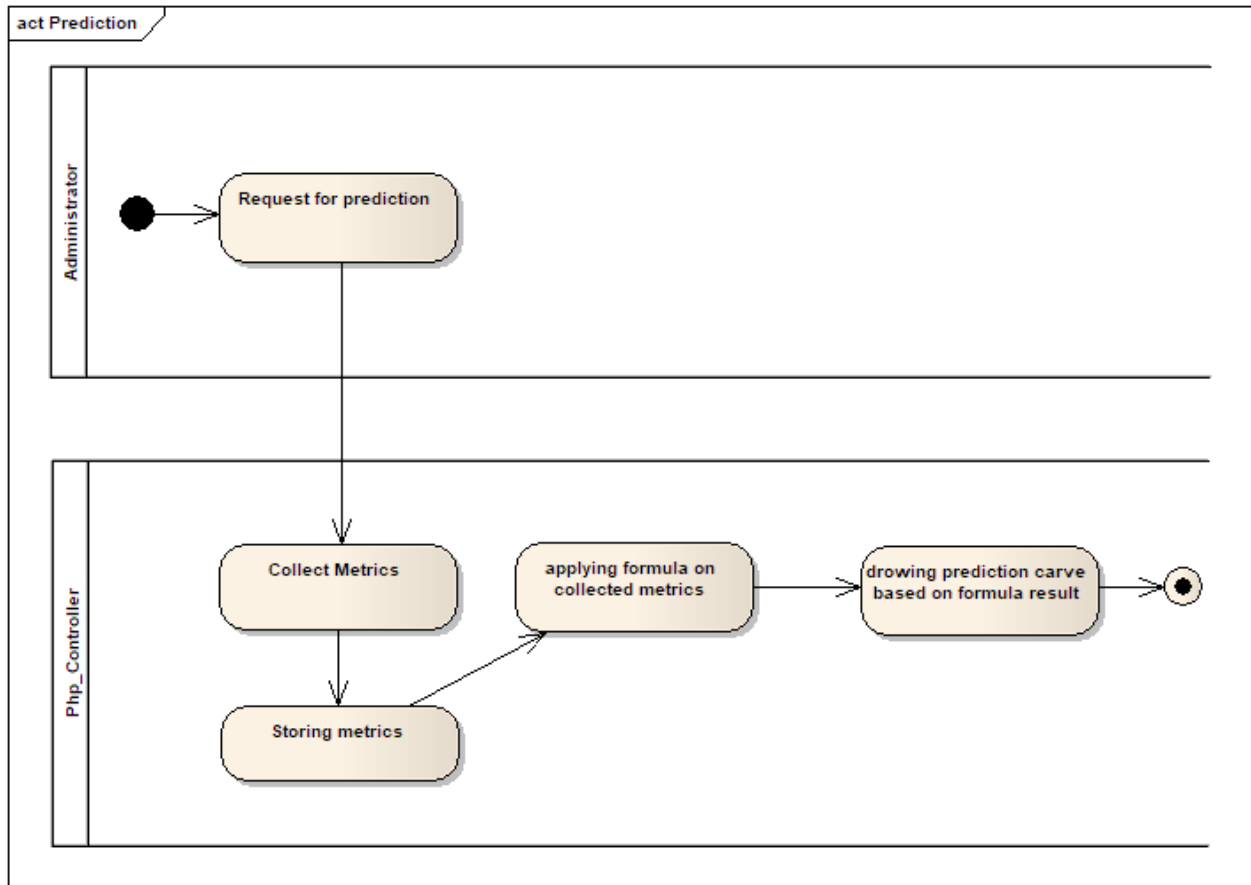 act Prediction
Administrator
Request for prediction
Php_Controller
Collect Metrics
Storing metrics
applying formula on
collected metrics
drowing prediction carve
based on formula result